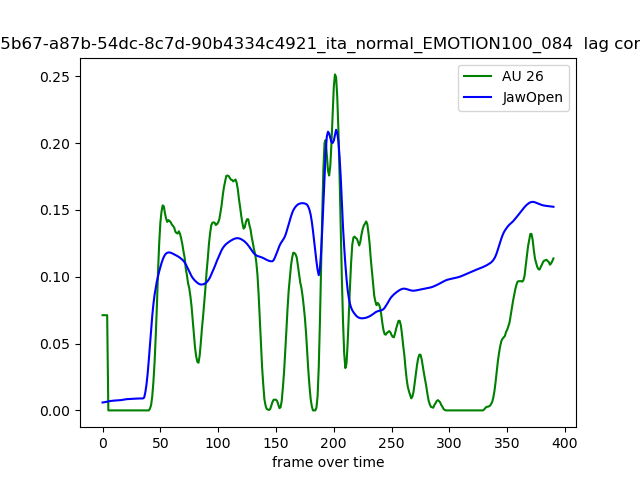 5b67-a87b-54dc-8c7d-90b4334c4921_ita_normal_EMOTION100_084 lag cor
AU 26
JawOpen
0.25
0.20
0.15
0.10
0.05
0.00
0 50 100 150 200 250 300 350 400
frame over time